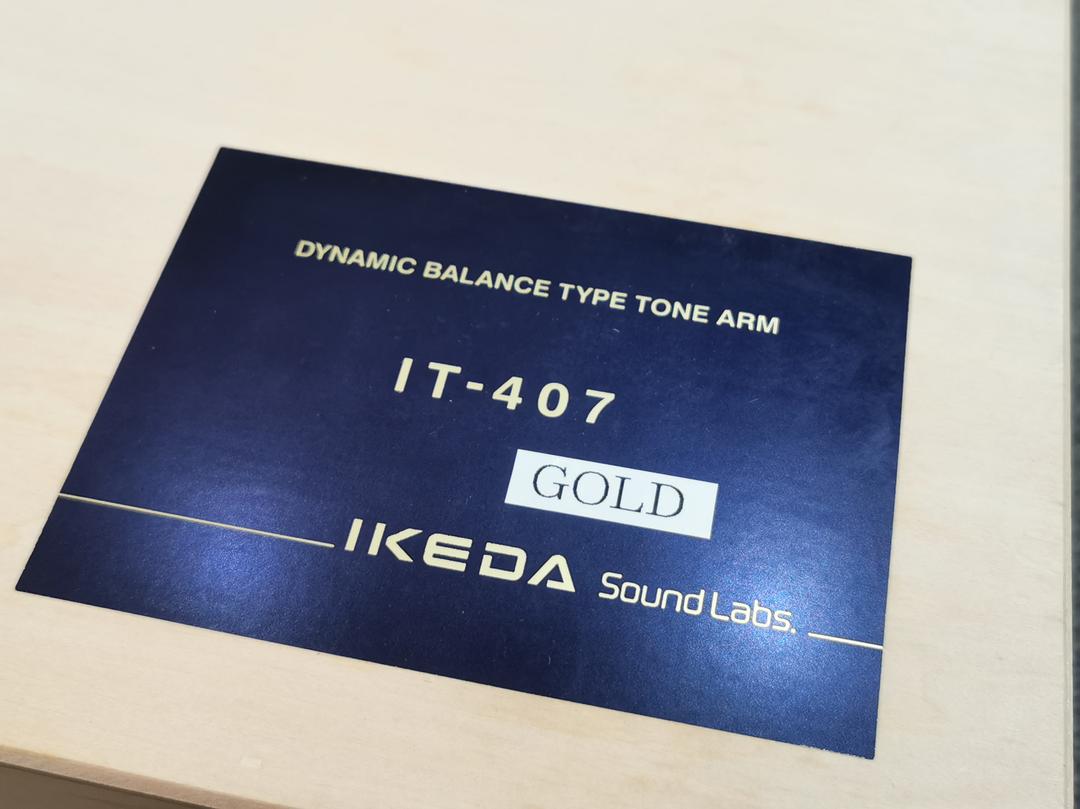 DYNAMIC BALANCE TYPE TONE ARM
IT-407
GOLD
IKEDA Sound Labs.